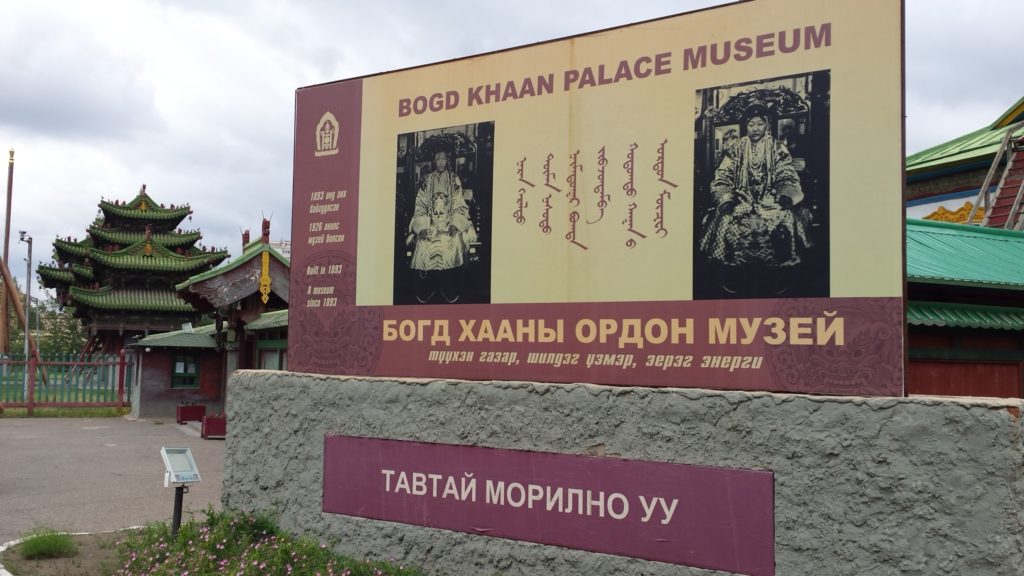 BOGD KHAAN PALACE MUSEUM
1893 онд анх
байгуулсан
1926 оноос
музей болсон
Built in 1893
A museum
since 1893
БОГД ХААНЫ ОРДОН МУЗЕЙ
түүхэн газар, шилдэг үзмэр, эерэг энерги
ТАВТАЙ МОРИЛНО УУ